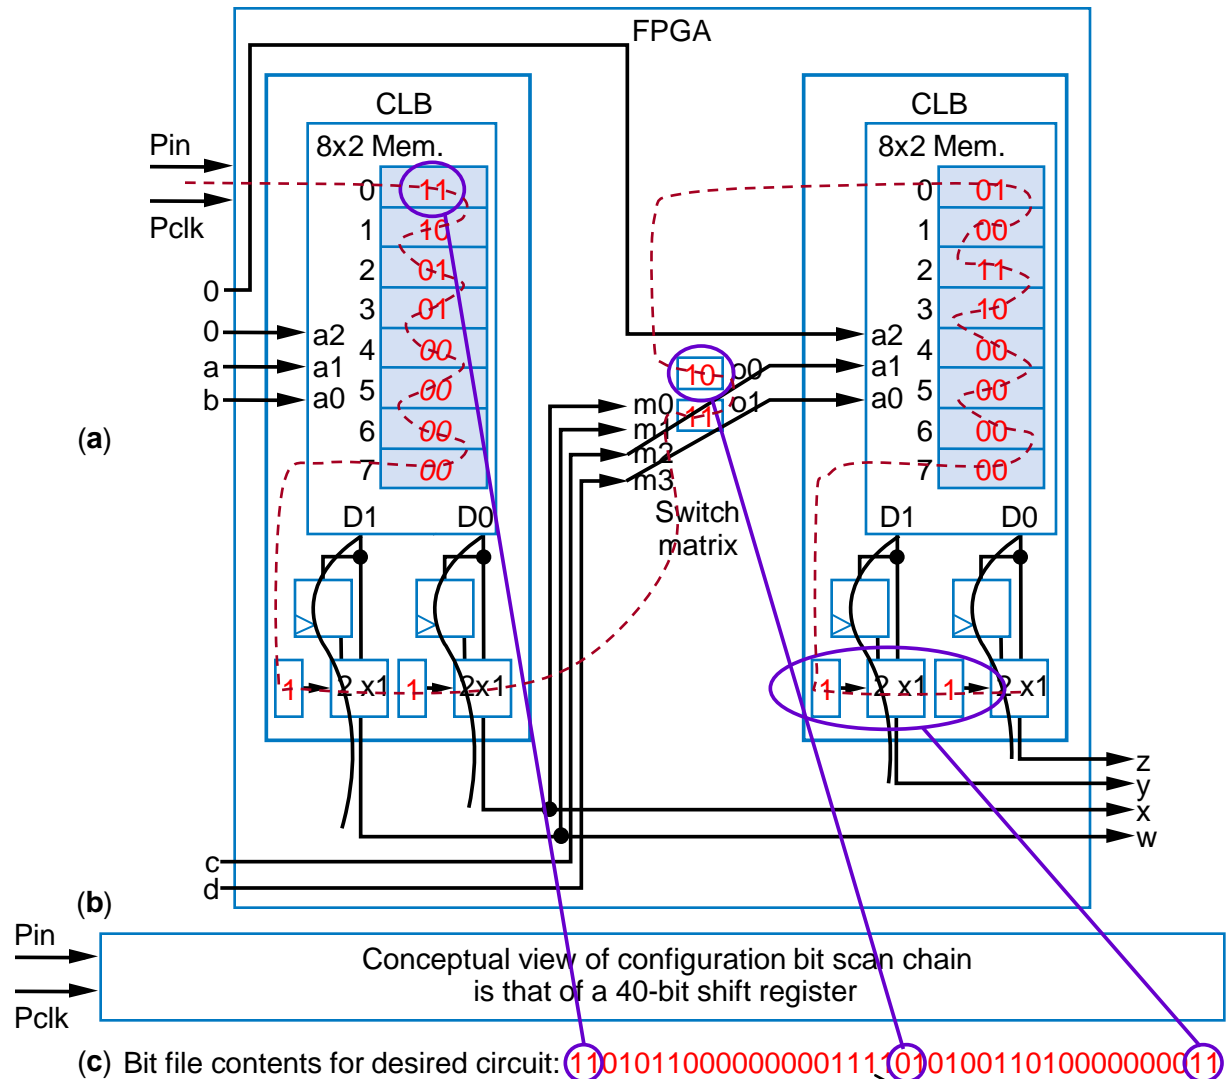 FPGA
CLB
CLB
Pin
8x2 Mem.
8x2 Mem.
0 11
0 01
Pclk
1 10
1 00
2 01
2 11
0
3 01
3 10
0 a2
4 00
a2 4 00
a a1
5 00
10 o0
a1 5 00
b a0
m0 11 o1
a0
(a)
6 00
m1
6 00
m2
7 00
m3
7 00
D1 D0
Switch
matrix
D1 D0
1 2x1 1 2x1
1 2x1 1 2x1
z
y
x
w
c
d
(b)
Pin
Pclk
Conceptual view of configuration bit scan chain
is that of a 40-bit shift register
(c) Bit file contents for desired circuit: 1101011000000000111101010011010000000011